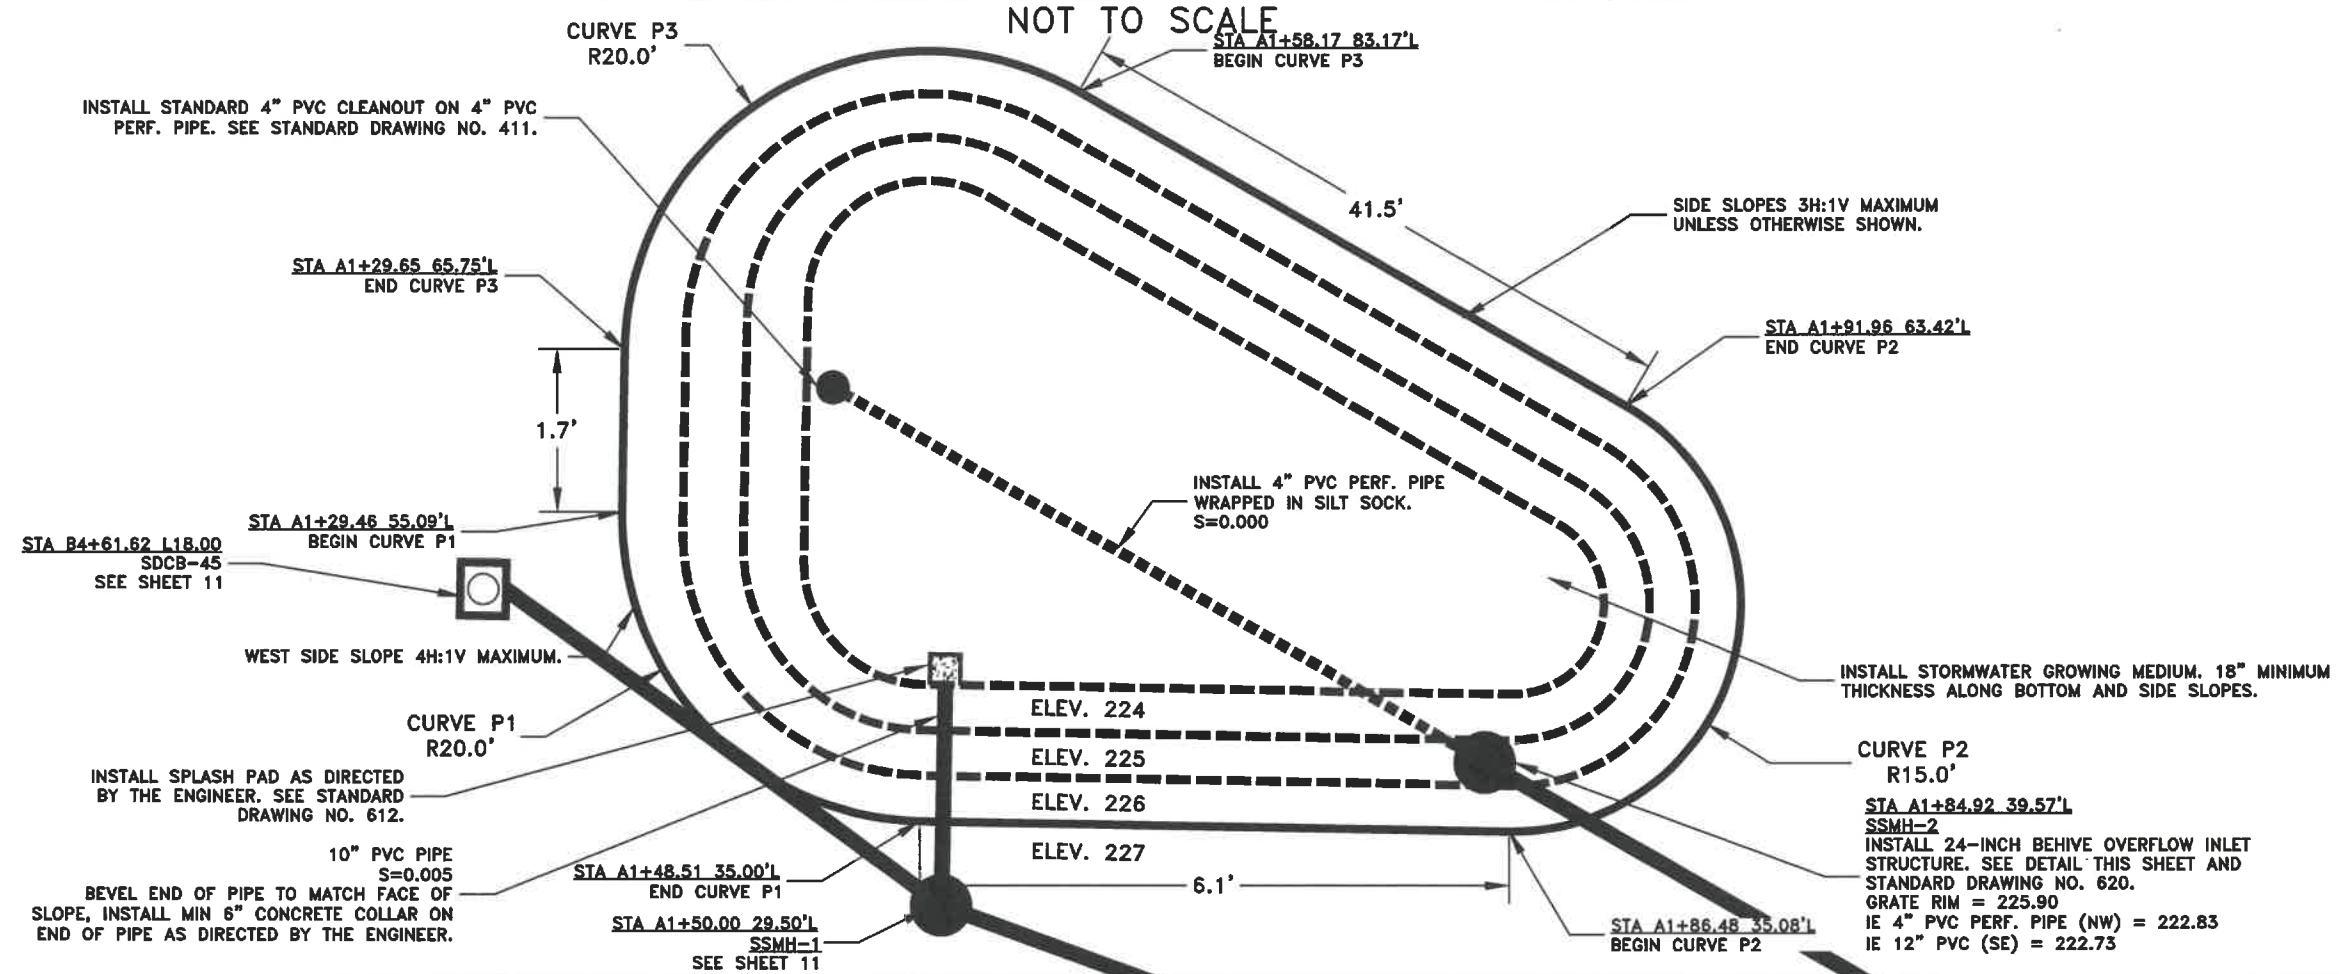 NOT TO SCALE
CURVE P3
R20.0'
STA A1+58.17 83.17'L
BEGIN CURVE P3
INSTALL STANDARD 4" PVC CLEANOUT ON 4" PVC
PERF. PIPE. SEE STANDARD DRAWING NO. 411.
41.5'
SIDE SLOPES 3H:1V MAXIMUM
UNLESS OTHERWISE SHOWN.
STA A1+29.65 65.75'L
END CURVE P3
STA A1+91.96 63.42'L
END CURVE P2
1.7'
INSTALL 4" PVC PERF. PIPE
WRAPPED IN SILT SOCK.
S=0.000
STA A1+29.46 55.09'L
BEGIN CURVE P1
STA B4+61.62 L18.00
SDCB-45
SEE SHEET 11
WEST SIDE SLOPE 4H:1V MAXIMUM.
INSTALL STORMWATER GROWING MEDIUM. 18" MINIMUM
THICKNESS ALONG BOTTOM AND SIDE SLOPES.
CURVE P1
R20.0'
ELEV. 224
ELEV. 225
ELEV. 226
ELEV. 227
CURVE P2
R15.0'
INSTALL SPLASH PAD AS DIRECTED
BY THE ENGINEER. SEE STANDARD
DRAWING NO. 612.
10" PVC PIPE
S=0.005
BEVEL END OF PIPE TO MATCH FACE OF
SLOPE, INSTALL MIN 6" CONCRETE COLLAR ON
END OF PIPE AS DIRECTED BY THE ENGINEER.
STA A1+48.51 35.00'L
END CURVE P1
6.1'
STA A1+50.00 29.50'L
SSMH-1
SEE SHEET 11
STA A1+86.48 35.08'L
BEGIN CURVE P2
STA A1+84.92 39.57'L
SSMH-2
INSTALL 24-INCH BEHIVE OVERFLOW INLET
STRUCTURE. SEE DETAIL THIS SHEET AND
STANDARD DRAWING NO. 620.
GRATE RIM = 225.90
IE 4" PVC PERF. PIPE (NW) = 222.83
IE 12" PVC (SE) = 222.73